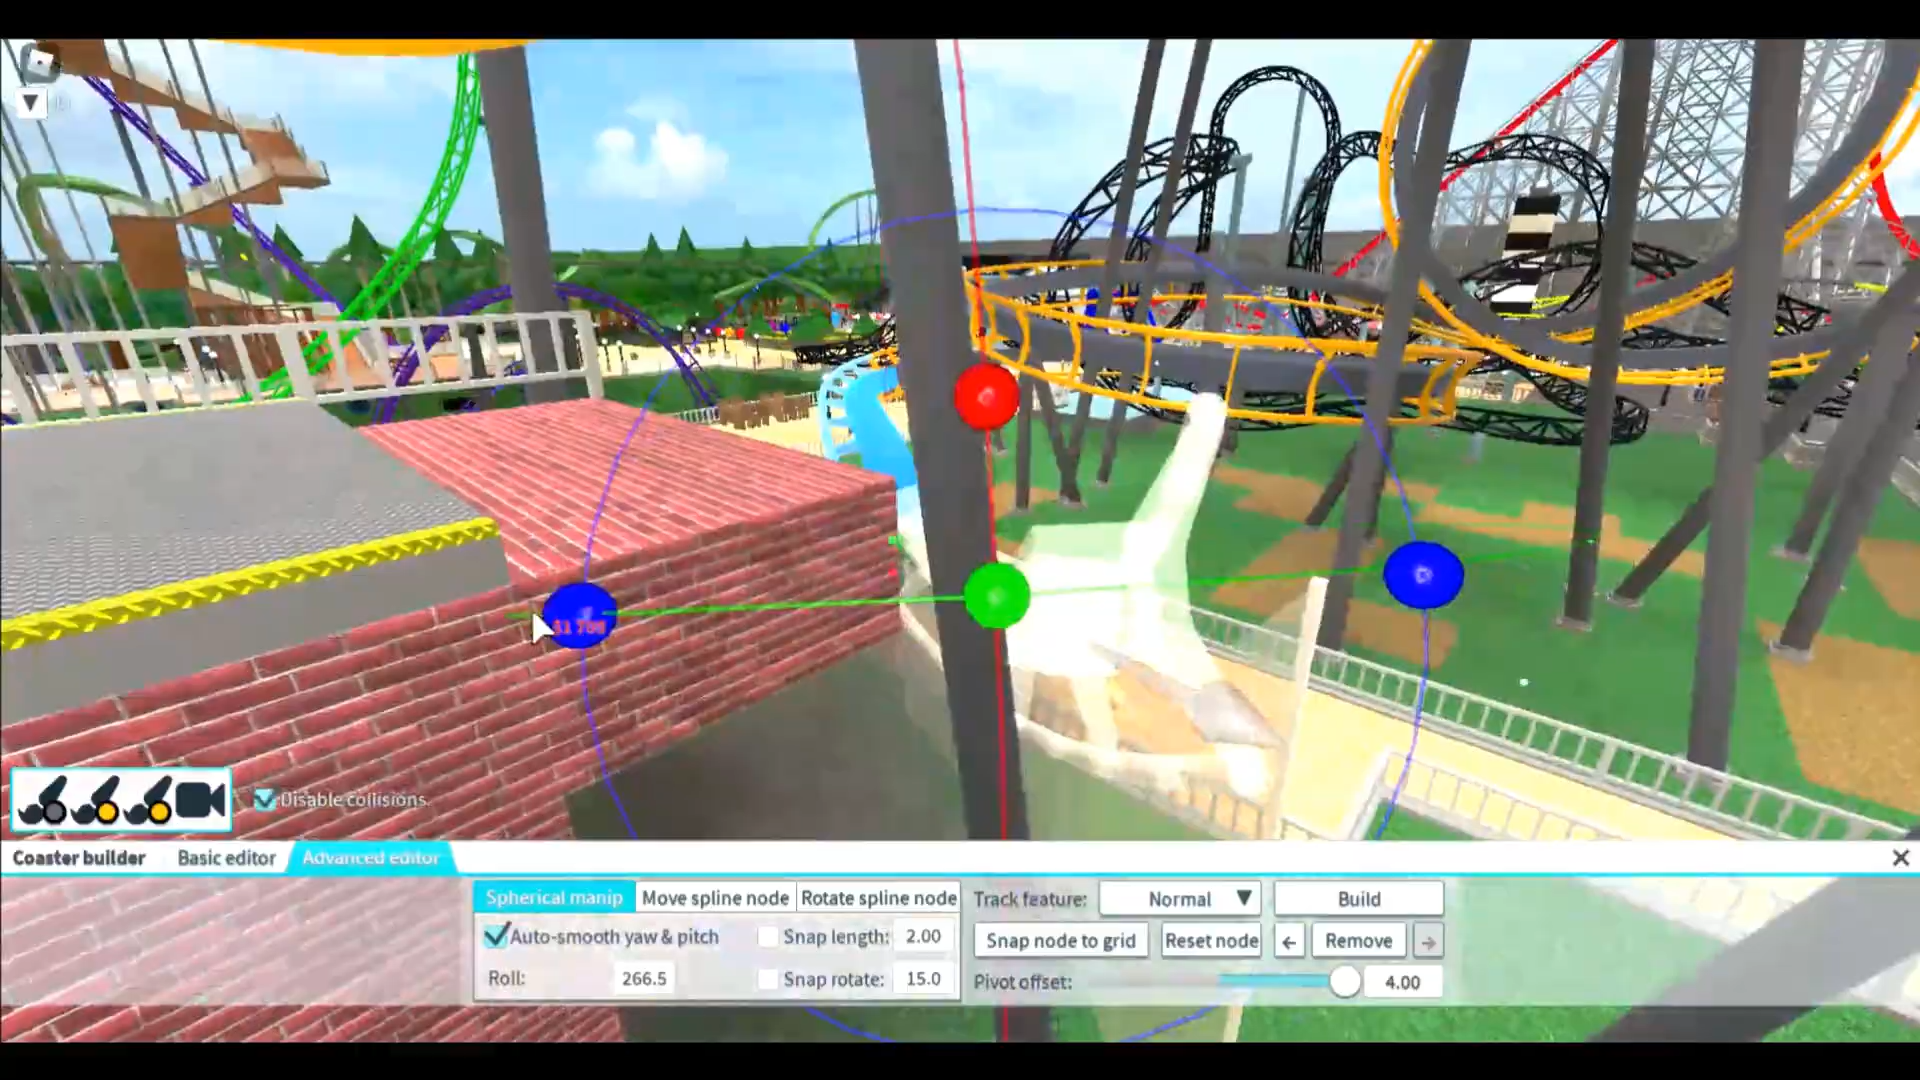 Disable collisions
Coaster builder Basic editor Advanced editor
Spherical manip Move spline node Rotate spline node Track feature: Normal Build
Auto-smooth yaw & pitch Snap length: 2.00 Snap node to grid Reset node Remove
Roll: 266.5 Snap rotate: 15.0 Pivot offset: 4.00